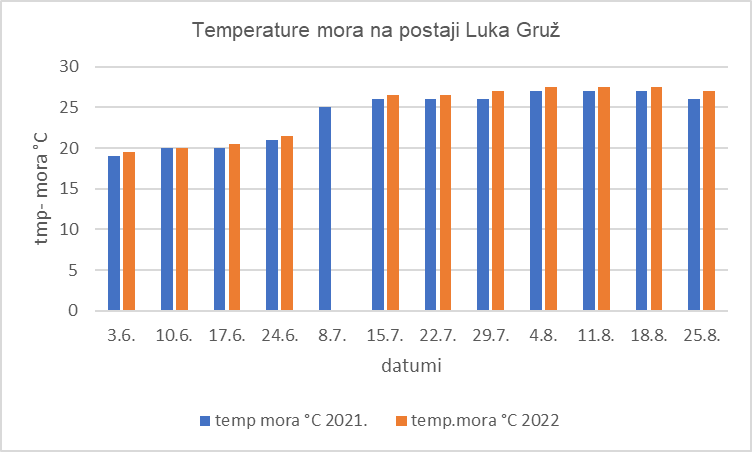 Temperature mora na postaji Luka Gruž
30
25
20
15
10
5
0
tmp- mora °C
3.6. 10.6. 17.6. 24.6. 8.7. 15.7. 22.7. 29.7. 4.8. 11.8. 18.8. 25.8.
datumi
temp mora °C 2021. temp.mora °C 2022